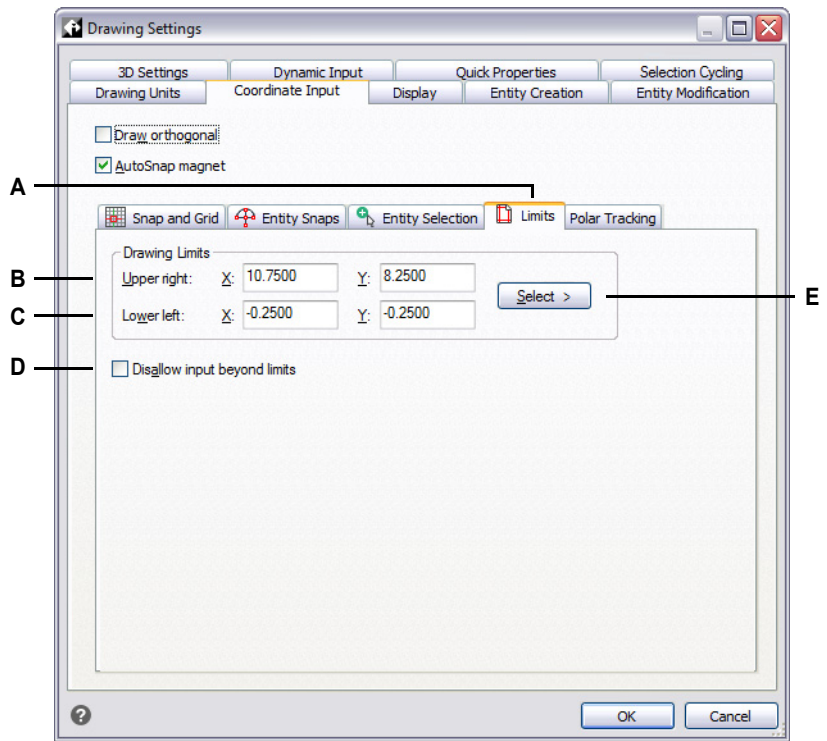 Drawing Settings
3D Settings Dynamic Input Quick Properties Selection Cycling
Drawing Units Coordinate Input Display Entity Creation Entity Modification
Draw orthogonal
AutoSnap magnet
A
Snap and Grid Entity Snaps Entity Selection Limits Polar Tracking
Drawing Limits
B Upper right: X: 10.7500 Y: 8.2500
Select > E
C Lower left: X: -0.2500 Y: -0.2500
D Disallow input beyond limits
? OK Cancel